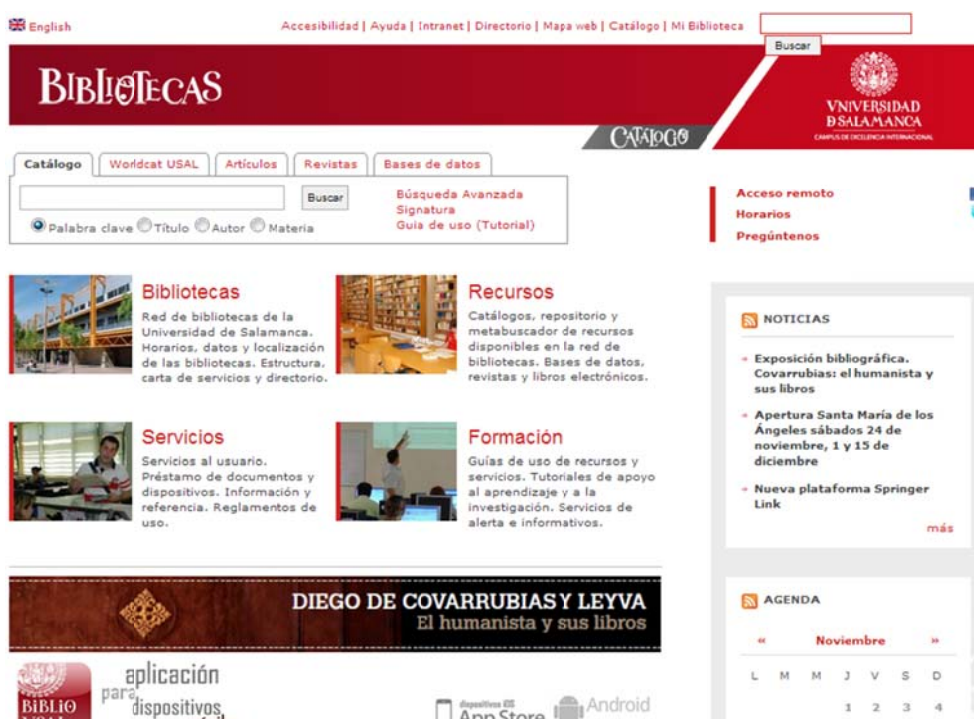 English
Accesibilidad | Ayuda | Intranet | Directorio | Mapa web | Catálogo | Mi Biblioteca
Buscar
BIBLIOTECAS
VNIVERSIDAD
D SALAMANCA
CAMPUS DE EXCELENCIA INTERNACIONAL
CATÁLOGO
Catálogo
Worldcat USAL
Artículos
Revistas
Bases de datos
Buscar
Búsqueda Avanzada
Signatura
Guia de uso (Tutorial)
Palabra clave Título Autor Materia
Acceso remoto
Horarios
Pregúntenos
Bibliotecas
Red de bibliotecas de la
Universidad de Salamanca.
Horarios, datos y localización
de las bibliotecas. Estructura,
carta de servicios y directorio.
Recursos
Catálogos, repositorio y
metabuscador de recursos
disponibles en la red de
bibliotecas. Bases de datos,
revistas y libros electrónicos.
Servicios
Servicios al usuario.
Préstamo de documentos y
dispositivos. Información y
referencia. Reglamentos de
uso.
Formación
Guías de uso de recursos y
servicios. Tutoriales de apoyo
al aprendizaje y a la
investigación. Servicios de
alerta e informativos.
NOTICIAS
Exposición bibliográfica.
Covarrubias: el humanista y
sus libros
Apertura Santa María de los
Ángeles sábados 24 de
noviembre, 1 y 15 de
diciembre
Nueva plataforma Springer
Link
más
DIEGO DE COVARRUBIAS Y LEYVA
El humanista y sus libros
aplicación
para
dispositivos
BiBLiO
dispositivos iOS
App Store
Android
AGENDA
« Noviembre »
L M M J V S D
1 2 3 4